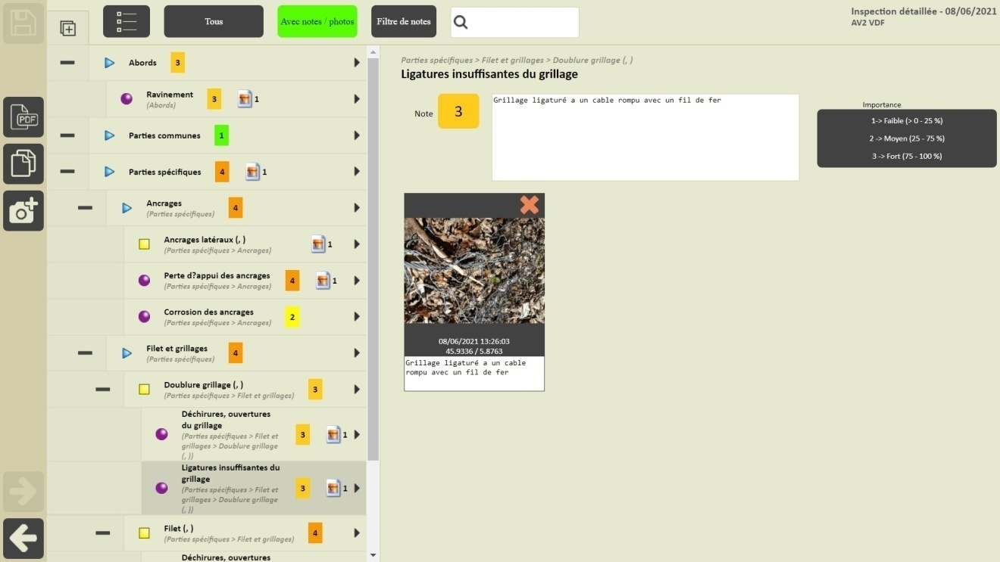 Tous
Avec notes / photos
Filtre de notes
Inspection détaillée - 08/06/2021
AV2 VDF
PDF
Abords 3
Ravinement
(Abords)
3
1
Parties communes 1
Parties spécifiques 4 1
Ancrages
(Parties spécifiques)
4
Ancrages latéraux (, )
(Parties spécifiques > Ancrages)
1
Perte d?appui des ancrages
(Parties spécifiques > Ancrages)
4
1
Corrosion des ancrages
(Parties spécifiques > Ancrages)
2
Filet et grillages
(Parties spécifiques)
4
Doublure grillage (, )
(Parties spécifiques > Filet et grillages)
3
Déchirures, ouvertures
du grillage
(Parties spécifiques > Filet et
grillages > Doublure grillage
(, ))
3
1
Ligatures insuffisantes du
grillage
(Parties spécifiques > Filet et
grillages > Doublure grillage
(, ))
3
1
Filet (, )
(Parties spécifiques > Filet et grillages)
4
Déchirures, ouvertures
Parties spécifiques > Filet et grillages > Doublure grillage (, )
Ligatures insuffisantes du grillage
Note 3
Grillage ligaturé a un cable rompu avec un fil de fer
Importance
1-> Faible (> 0 - 25 %)
2 -> Moyen (25 - 75 %)
3 -> Fort (75 - 100 %)
08/06/2021 13:26:03
45.9336 / 5.8763
Grillage ligaturé a un cable
rompu avec un fil de fer